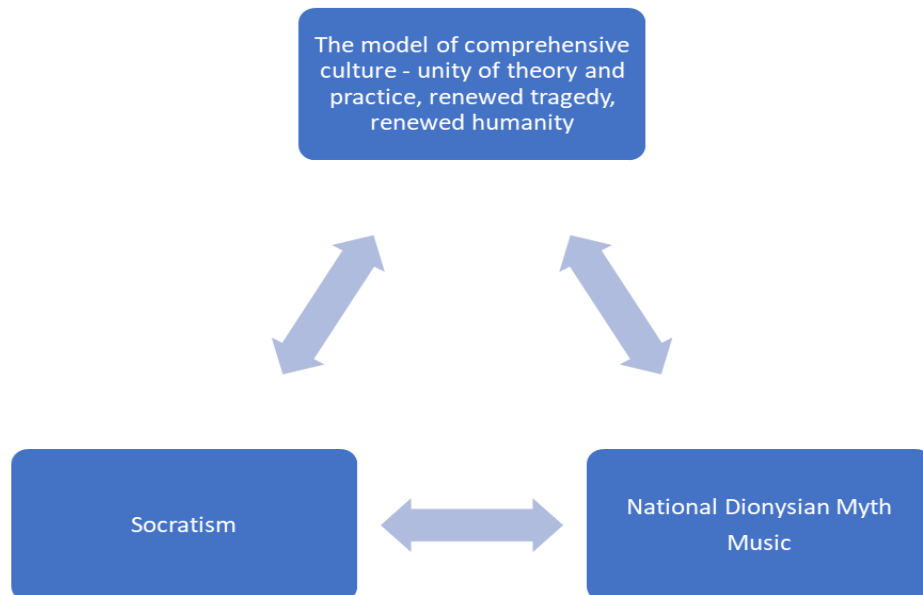 The model of comprehensive
culture - unity of theory and
practice, renewed tragedy,
renewed humanity
Socratism
National Dionysian Myth
Music